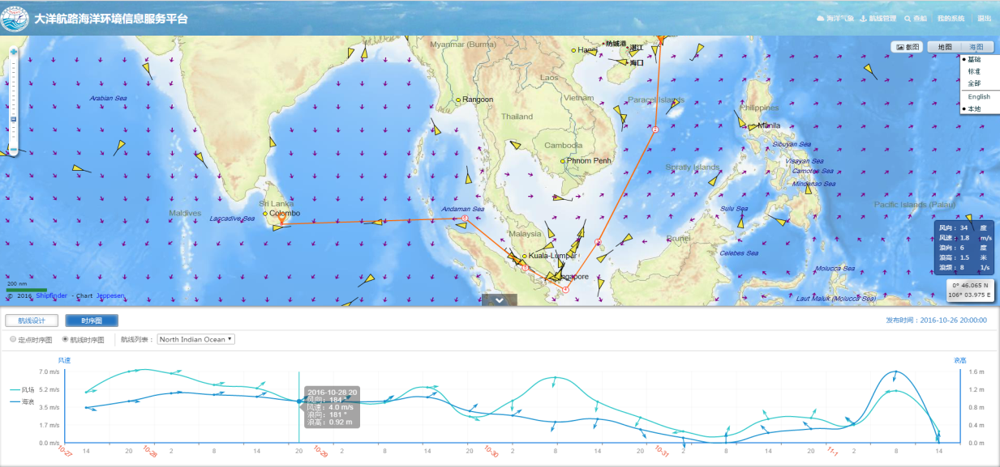 大洋航路海洋环境信息服务平台
海洋气象 航线管理 查船 我的系统 退出
截图 地图 海图
基础
标准
全部
English
本地
Myanmar (Burma)
Hanoi
防城港
湛江
海口
Laos
Arabian Sea
Rangoon
Vietnam
Paracel Islands
Philippines
Thailand
Manila
Cambodia
Sibuyan Sea
Phnom Penh
Visayan Sea
Spratly Islands
Camotes Sea
Mindanao Sea
Sri Lanka
Pacific Islands (Palau)
Maldives
Colombo
Lascadive Sea
Andaman Sea
Sulu Sea
Malaysia
Brunei
Kuala-Lumpur
Celebes Sea
Molucca Sea
Singapore
Laut Maluk (Molucca Sea)
风向： 34 度
风速： 1.8 m/s
浪向： 6 度
浪高： 1.5 米
浪频： 8 1/s
0° 46.065 N
106° 03.975 E
200 nm
© 2016 Shipfinder - Chart Jeppesen
航线设计 时序图
发布时间：2016-10-26 20:00:00
定点时序图 航线时序图 航线列表： North Indian Ocean
风速 浪高
7.0 m/s 1.6 m
风场 5.2 m/s 1.2 m
海浪
3.5 m/s 0.8 m
1.7 m/s 0.4 m
0.0 m/s 0.0 m
2016-10-28 20
风向：184 °
风速：4.0 m/s
浪向：181 °
浪高：0.92 m
10-27 14 20 10-28 2 8 14 20 10-29 2 8 14 20 10-30 2 8 14 20 10-31 2 8 14 20 11-1 2 8 14